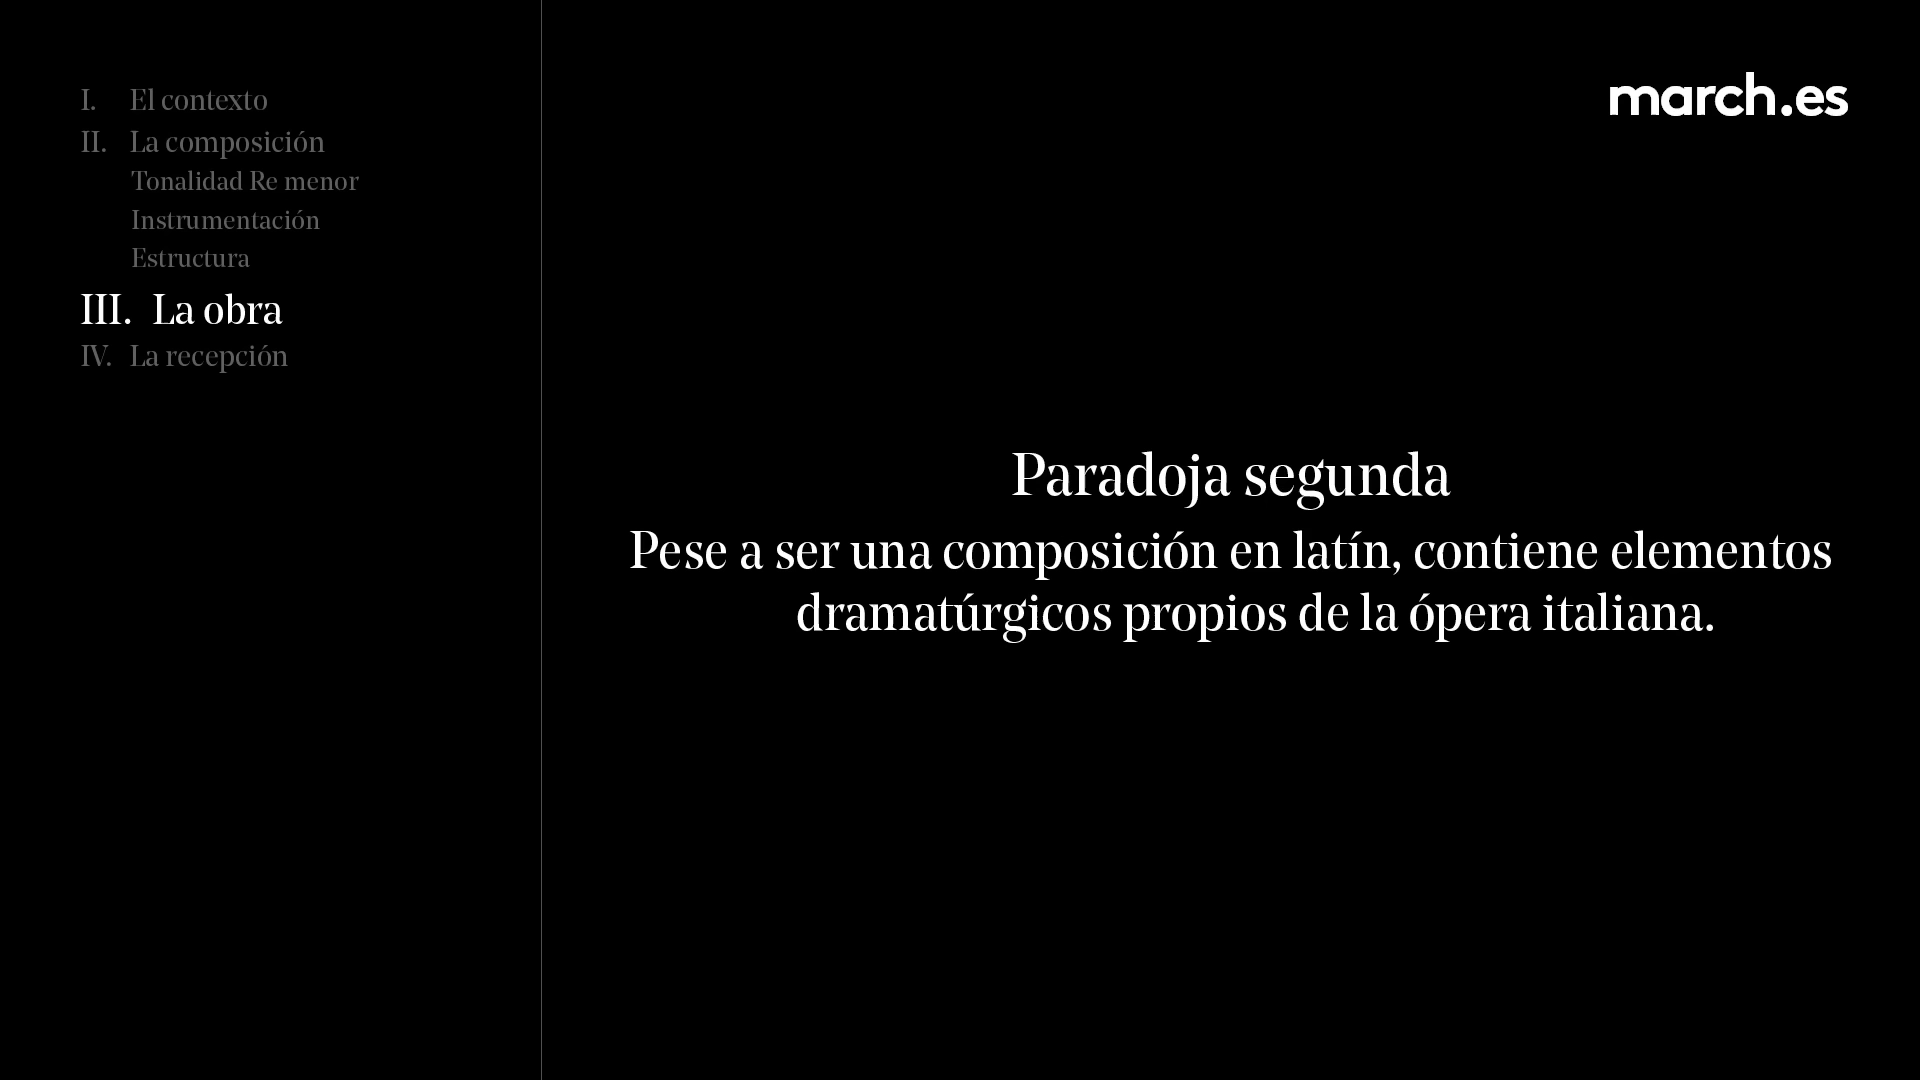 I. El contexto
II. La composición
Tonalidad Re menor
Instrumentación
Estructura
III. La obra
IV. La recepción
march.es
Paradoja segunda
Pese a ser una composición en latín, contiene elementos
dramatúrgicos propios de la ópera italiana.